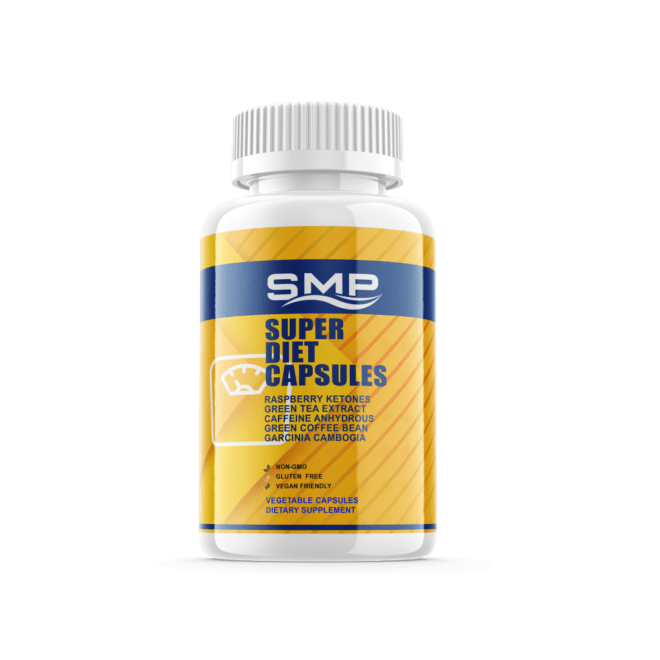 SMP
SUPER
DIET
CAPSULES
RASPBERRY KETONES
GREEN TEA EXTRACT
CAFFEINE ANHYDROUS
GREEN COFFEE BEAN
GARCINIA CAMBOGIA
NON-GMO
GLUTEN FREE
VEGAN FRIENDLY
VEGETABLE CAPSULES
DIETARY SUPPLEMENT